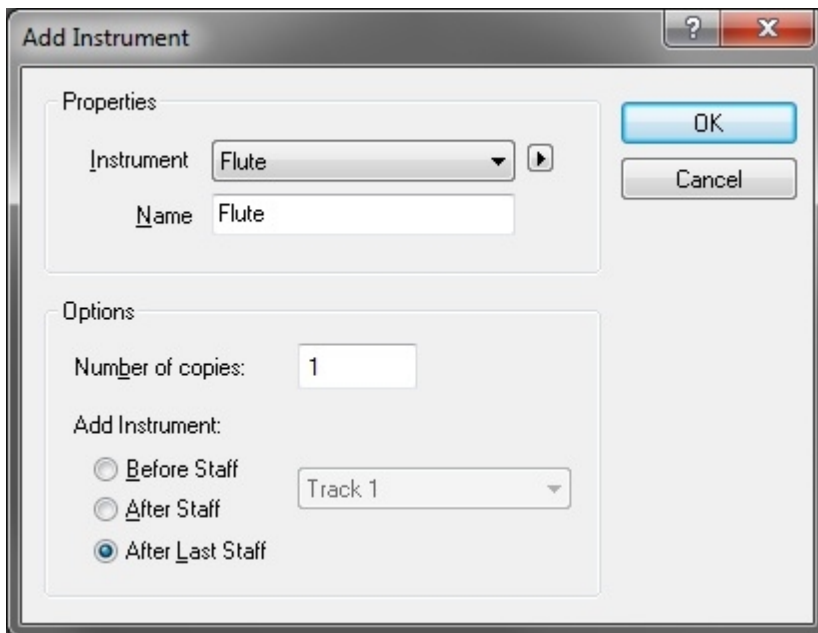 Add Instrument
?
Properties
Instrument Flute
Name Flute
OK
Cancel
Options
Number of copies: 1
Add Instrument:
Before Staff
Track 1
After Staff
After Last Staff